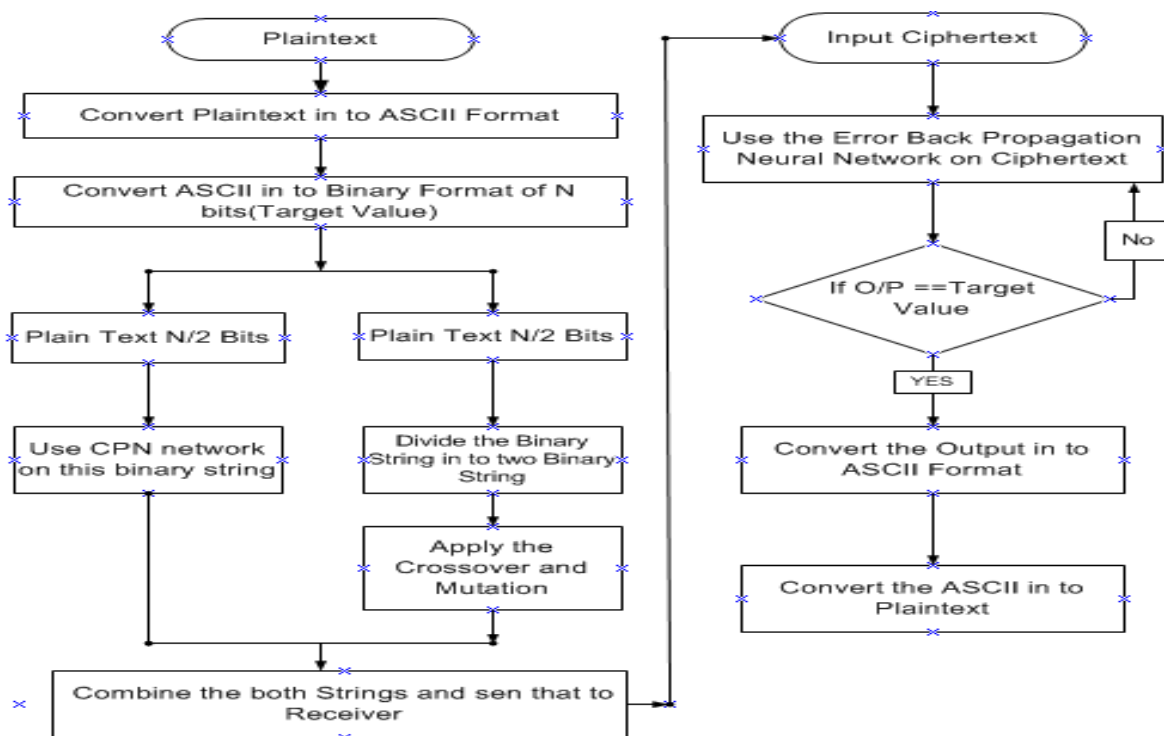 Plaintext
Convert Plaintext in to ASCII Format
Convert ASCII in to Binary Format of N
bits(Target Value)
Plain Text N/2 Bits
Use CPN network
on this binary string
Plain Text N/2 Bits
Divide the Binary
String in to two Binary
String
Apply the
Crossover and
Mutation
Combine the both Strings and sen that to
Receiver
Input Ciphertext
Use the Error Back Propagation
Neural Network on Ciphertext
If O/P ==Target
Value
No
YES
Convert the Output in to
ASCII Format
Convert the ASCII in to
Plaintext